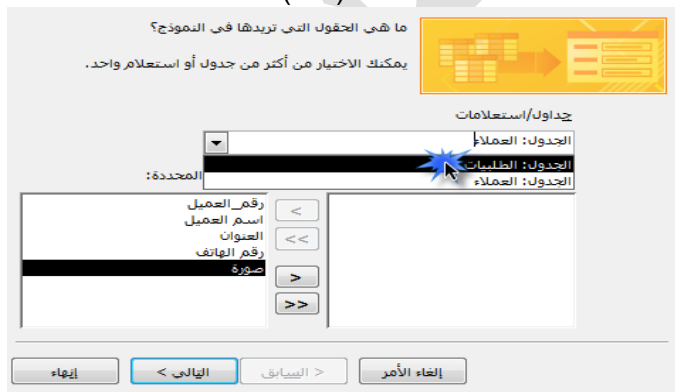 ما هي الحقول التي تريدها في النموذج؟
يمكنك الاختيار من أكثر من جدول أو استعلام واحد.
جداول/استعلامات
الجدول: العملاء
الجدول: الطلبيات
الجدول: العملاء
المحددة:
رقم_العميل
اسم العميل
العنوان
رقم الهاتف
صورة
>
>>
<
<<
إلغاء الأمر
< السابق
التالي >
إنهاء